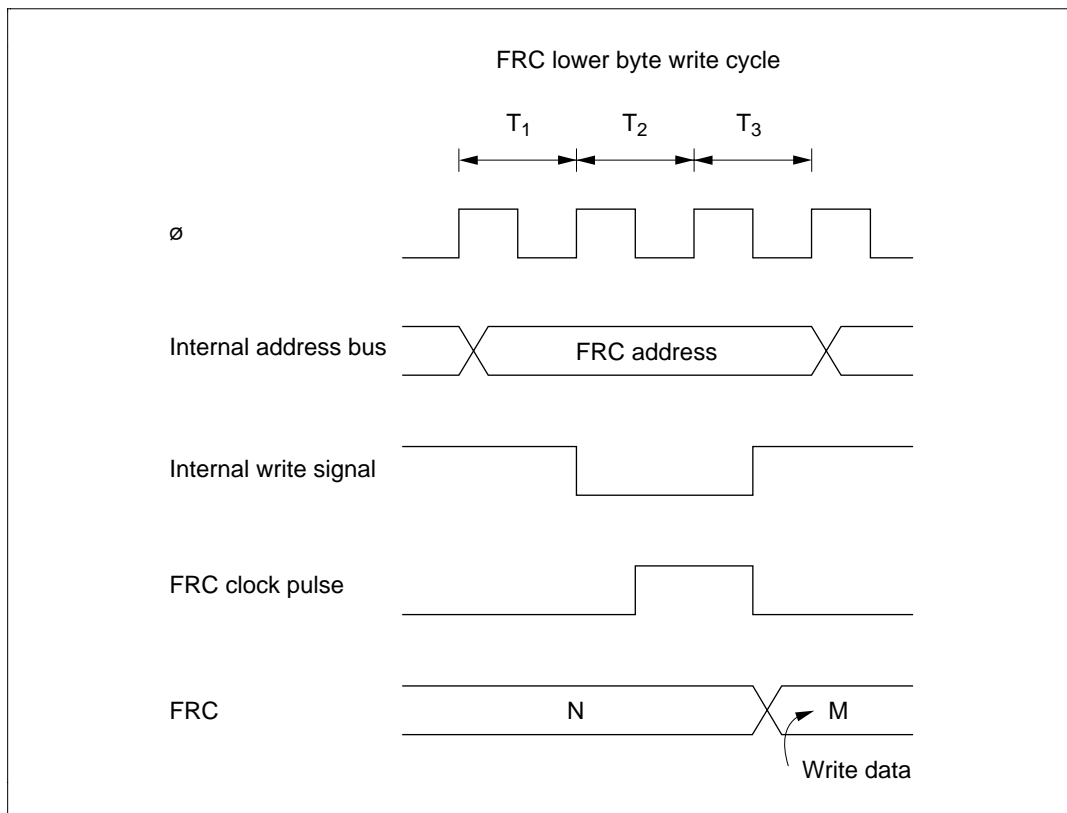 FRC lower byte write cycle
T1 T2 T3
ø
Internal address bus
FRC address
Internal write signal
FRC clock pulse
FRC
N
M
Write data